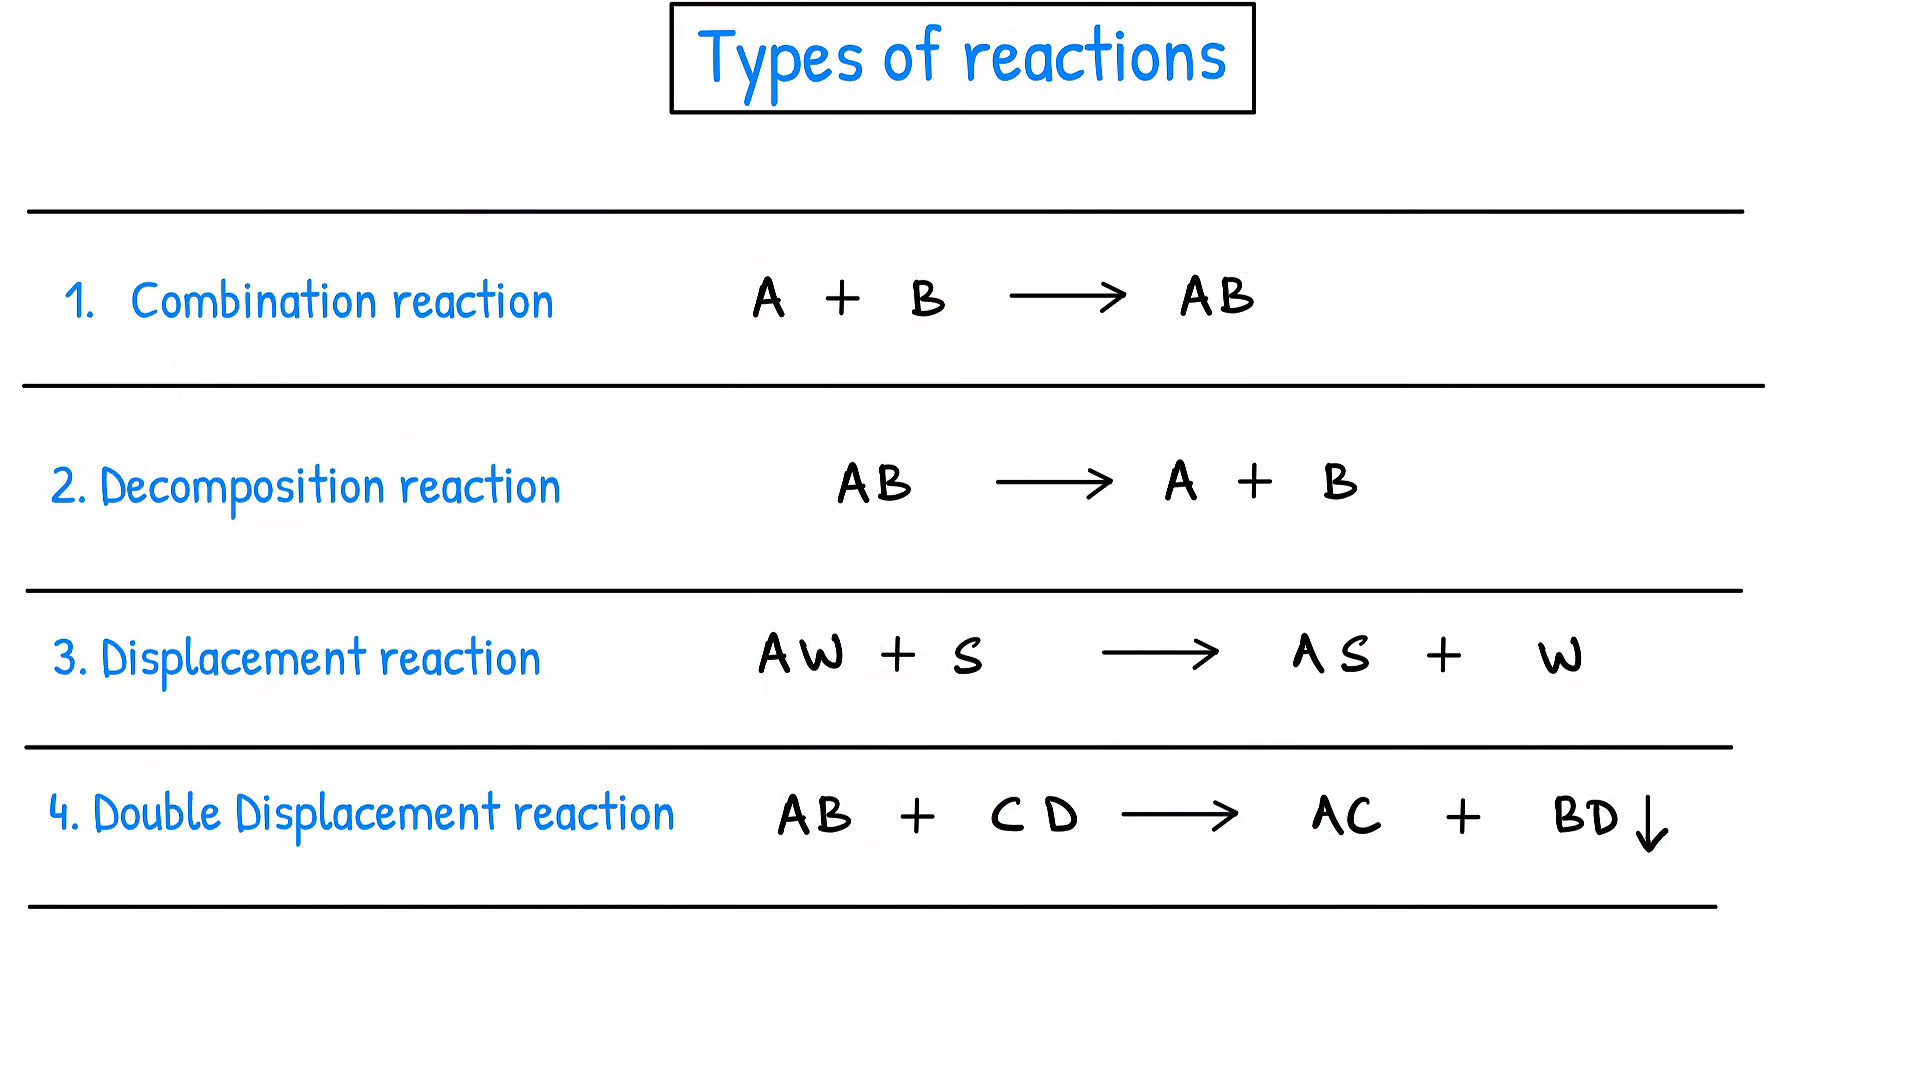 Types of reactions
1. Combination reaction A + B ⟶ AB
2. Decomposition reaction AB ⟶ A + B
3. Displacement reaction AW + S ⟶ AS + W
4. Double Displacement reaction AB + CD ⟶ AC + BD↓